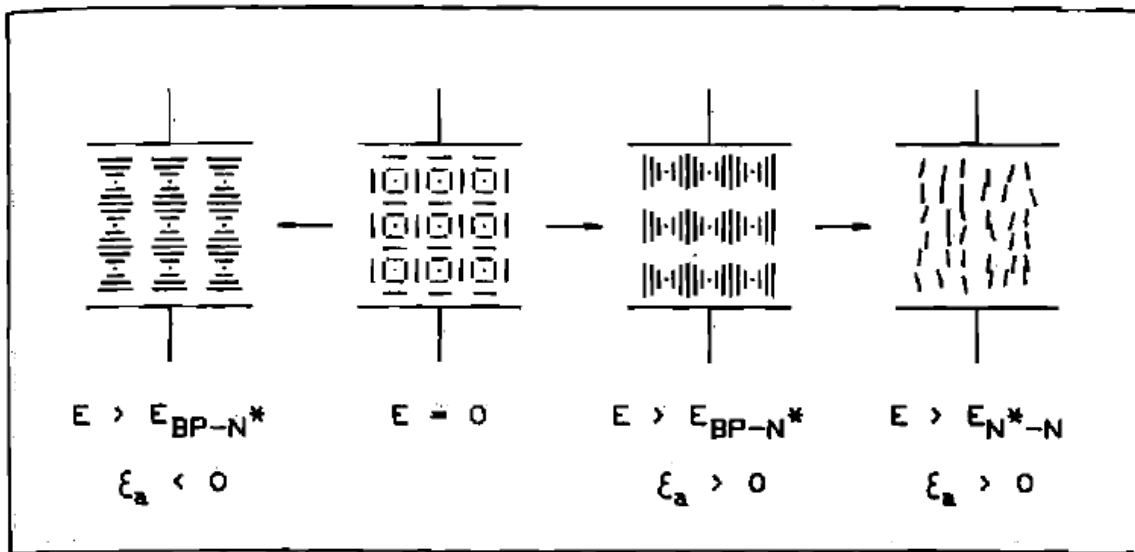 E > E_BP-N* E = 0 E > E_BP-N* E > E_N*-N
ε_a < 0 ε_a > 0 ε_a > 0